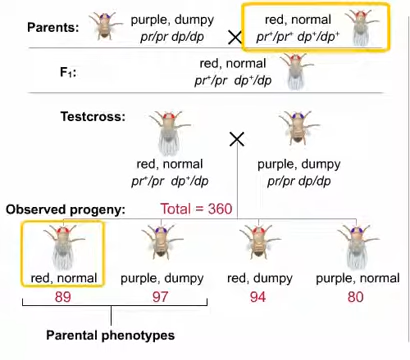 Parents:
purple, dumpy
pr/pr dp/dp
red, normal
pr⁺/pr⁺ dp⁺/dp⁺
F₁:
red, normal
pr⁺/pr dp⁺/dp
Testcross:
red, normal
pr⁺/pr dp⁺/dp
purple, dumpy
pr/pr dp/dp
Observed progeny: Total = 360
red, normal purple, dumpy red, dumpy purple, normal
89 97 94 80
Parental phenotypes